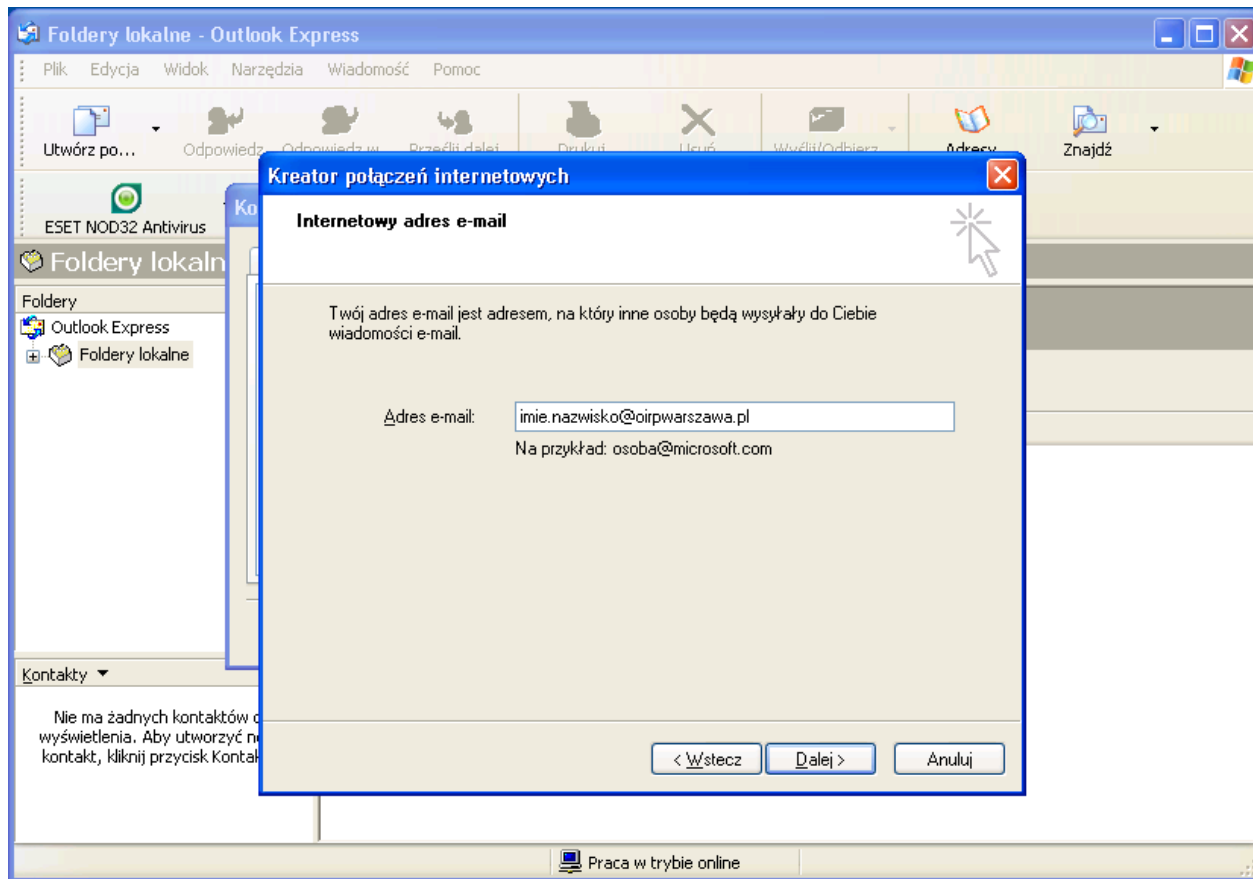 Foldery lokalne - Outlook Express
Plik Edycja Widok Narzędzia Wiadomość Pomoc
Utwórz po... Odpowiedz Odpowiedz w Prześlij dalej Drukuj Usuń Wyślij/Odbierz Adresy Znajdź
ESET NOD32 Antivirus
Ko
Kreator połączeń internetowych
Internetowy adres e-mail
Foldery lokaln
Foldery
Outlook Express
Foldery lokalne
Twój adres e-mail jest adresem, na który inne osoby będą wysyłały do Ciebie
wiadomości e-mail.
Adres e-mail: imie.nazwisko@oirpwarszawa.pl
Na przykład: osoba@microsoft.com
Kontakty
Nie ma żadnych kontaktów
wyświetlenia. Aby utworzyć
kontakt, kliknij przycisk Kontak
< Wstecz Dalej > Anuluj
Praca w trybie online